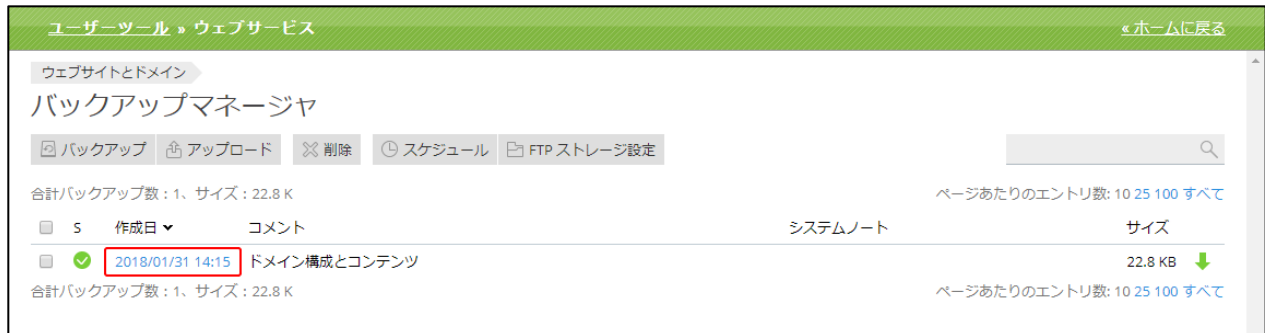 ユーザーツール » ウェブサービス «ホームに戻る
ウェブサイトとドメイン
バックアップマネージャ
バックアップ アップロード 削除 スケジュール FTP ストレージ設定
合計バックアップ数 : 1、サイズ : 22.8 K ページあたりのエントリ数: 10 25 100 すべて
S 作成日 コメント システムノート サイズ
2018/01/31 14:15 ドメイン構成とコンテンツ 22.8 KB
合計バックアップ数 : 1、サイズ : 22.8 K ページあたりのエントリ数: 10 25 100 すべて